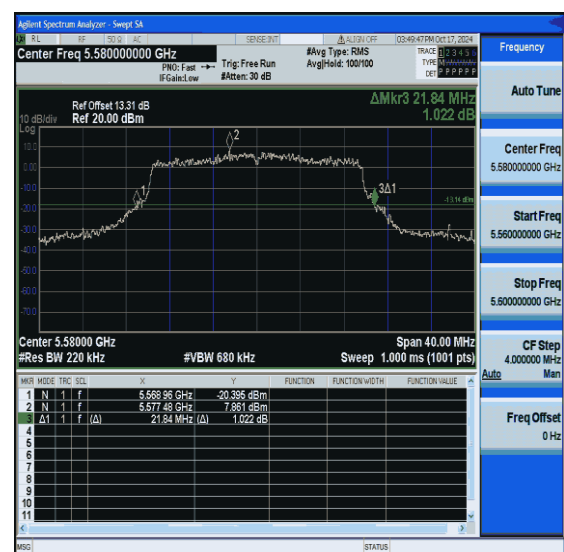 Agilent Spectrum Analyzer - Swept SA
RL RF 50 Ω AC SENSE:INT ALIGN OFF 03:49:47 PM Oct 17, 2024
Center Freq 5.580000000 GHz #Avg Type: RMS TRACE 1 2 3 4 5 6
PNO: Fast Trig: Free Run Avg|Hold: 100/100 TYPE
IFGain:Low #Atten: 30 dB DET P P P P P P
Frequency
Auto Tune
Ref Offset 13.31 dB ΔMkr3 21.84 MHz
10 dB/div Ref 20.00 dBm 1.022 dB
Log
10.0
0.00
-10.0
-20.0
-30.0
-40.0
-50.0
-60.0
-70.0
1
2
3Δ1
Center Freq
5.580000000 GHz
Start Freq
5.560000000 GHz
Stop Freq
5.600000000 GHz
CF Step
4.000000 MHz
Auto Man
Freq Offset
0 Hz
Center 5.58000 GHz Span 40.00 MHz
#Res BW 220 kHz #VBW 680 kHz Sweep 1.000 ms (1001 pts)
MKR MODE TRC SCL X Y FUNCTION FUNCTION WIDTH FUNCTION VALUE
1 N 1 f 5.568 96 GHz -20.395 dBm
2 N 1 f 5.577 48 GHz 7.861 dBm
3 Δ1 1 f (Δ) 21.84 MHz (Δ) 1.022 dB
4
5
6
7
8
9
10
11
MSG STATUS